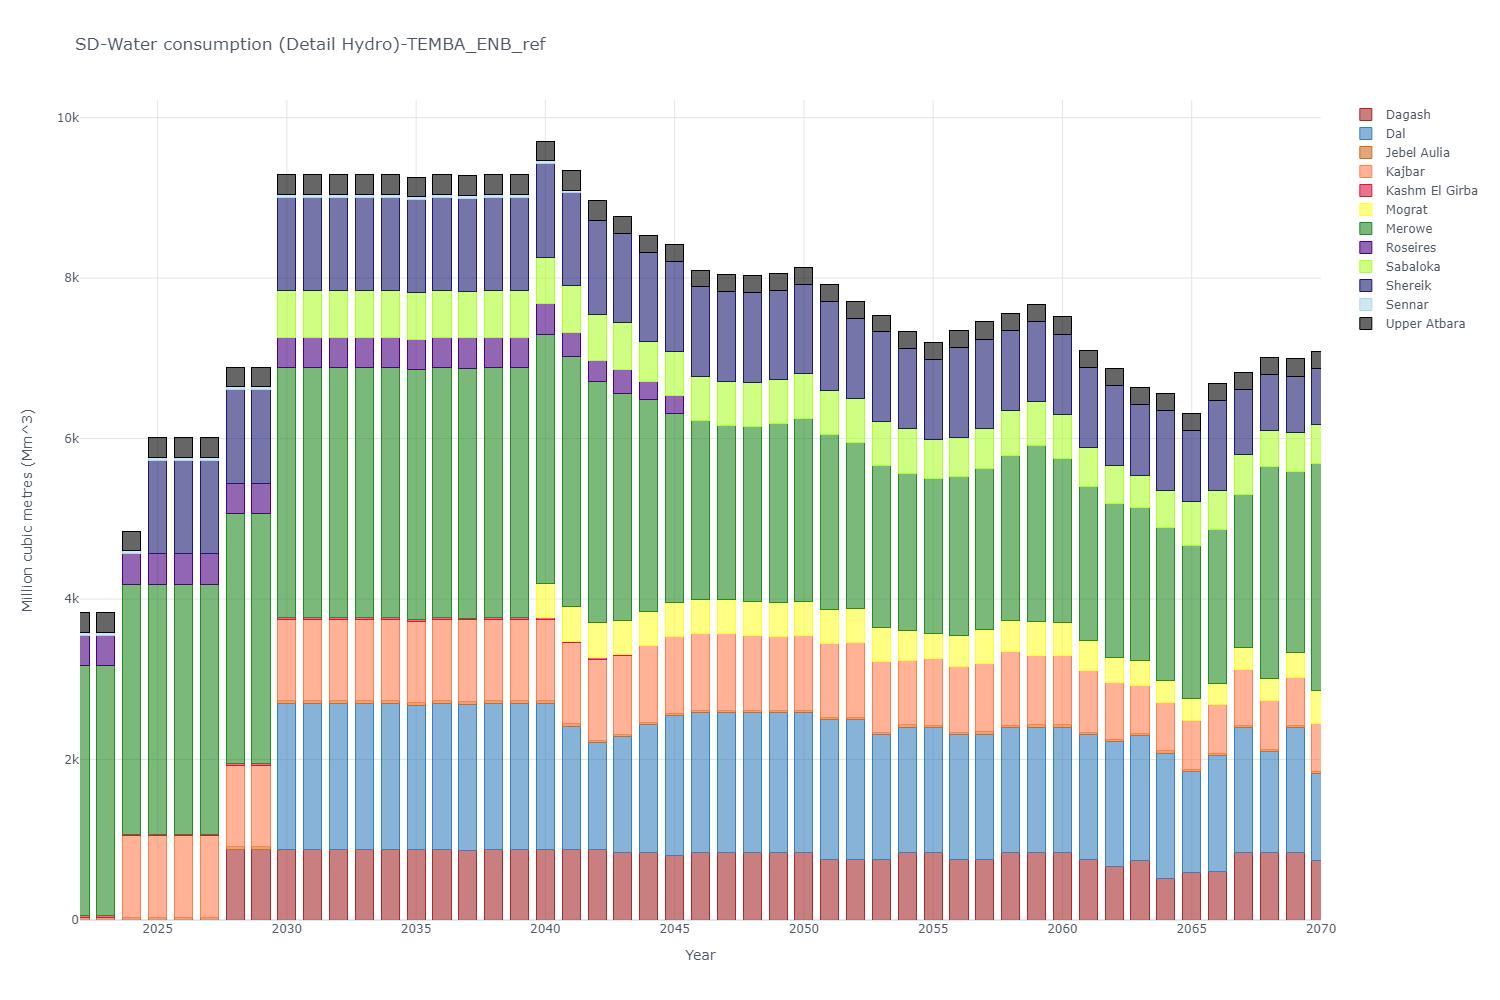 SD-Water consumption (Detail Hydro)-TEMBA_ENB_ref
10k
8k
6k
4k
2k
0
Million cubic metres (Mm^3)
2025
2030
2035
2040
2045
2050
2055
2060
2065
2070
Year
Dagash
Dal
Jebel Aulia
Kajbar
Kashm El Girba
Mograt
Merowe
Roseires
Sabaloka
Shereik
Sennar
Upper Atbara